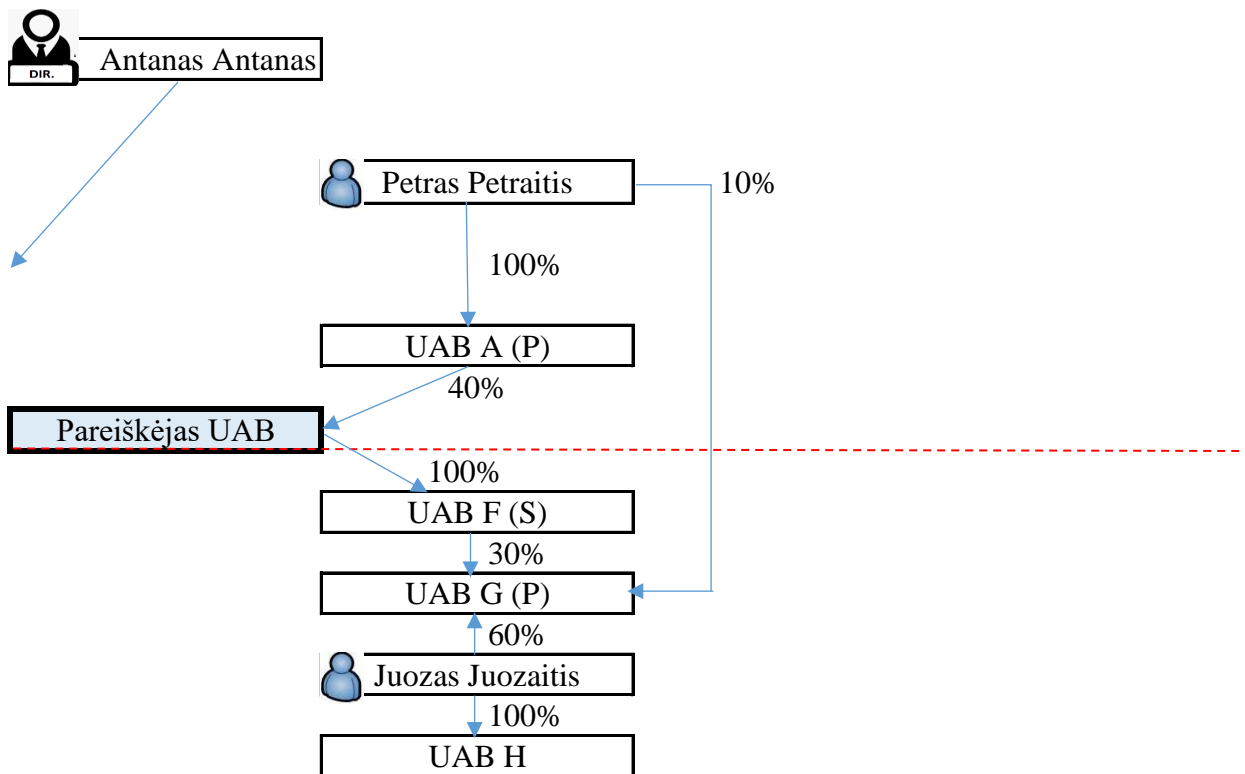 DIR.
Antanas Antanas
Petras Petraitis
10%
100%
UAB A (P)
40%
Pareiškėjas UAB
100%
UAB F (S)
30%
UAB G (P)
60%
Juozas Juozaitis
100%
UAB H